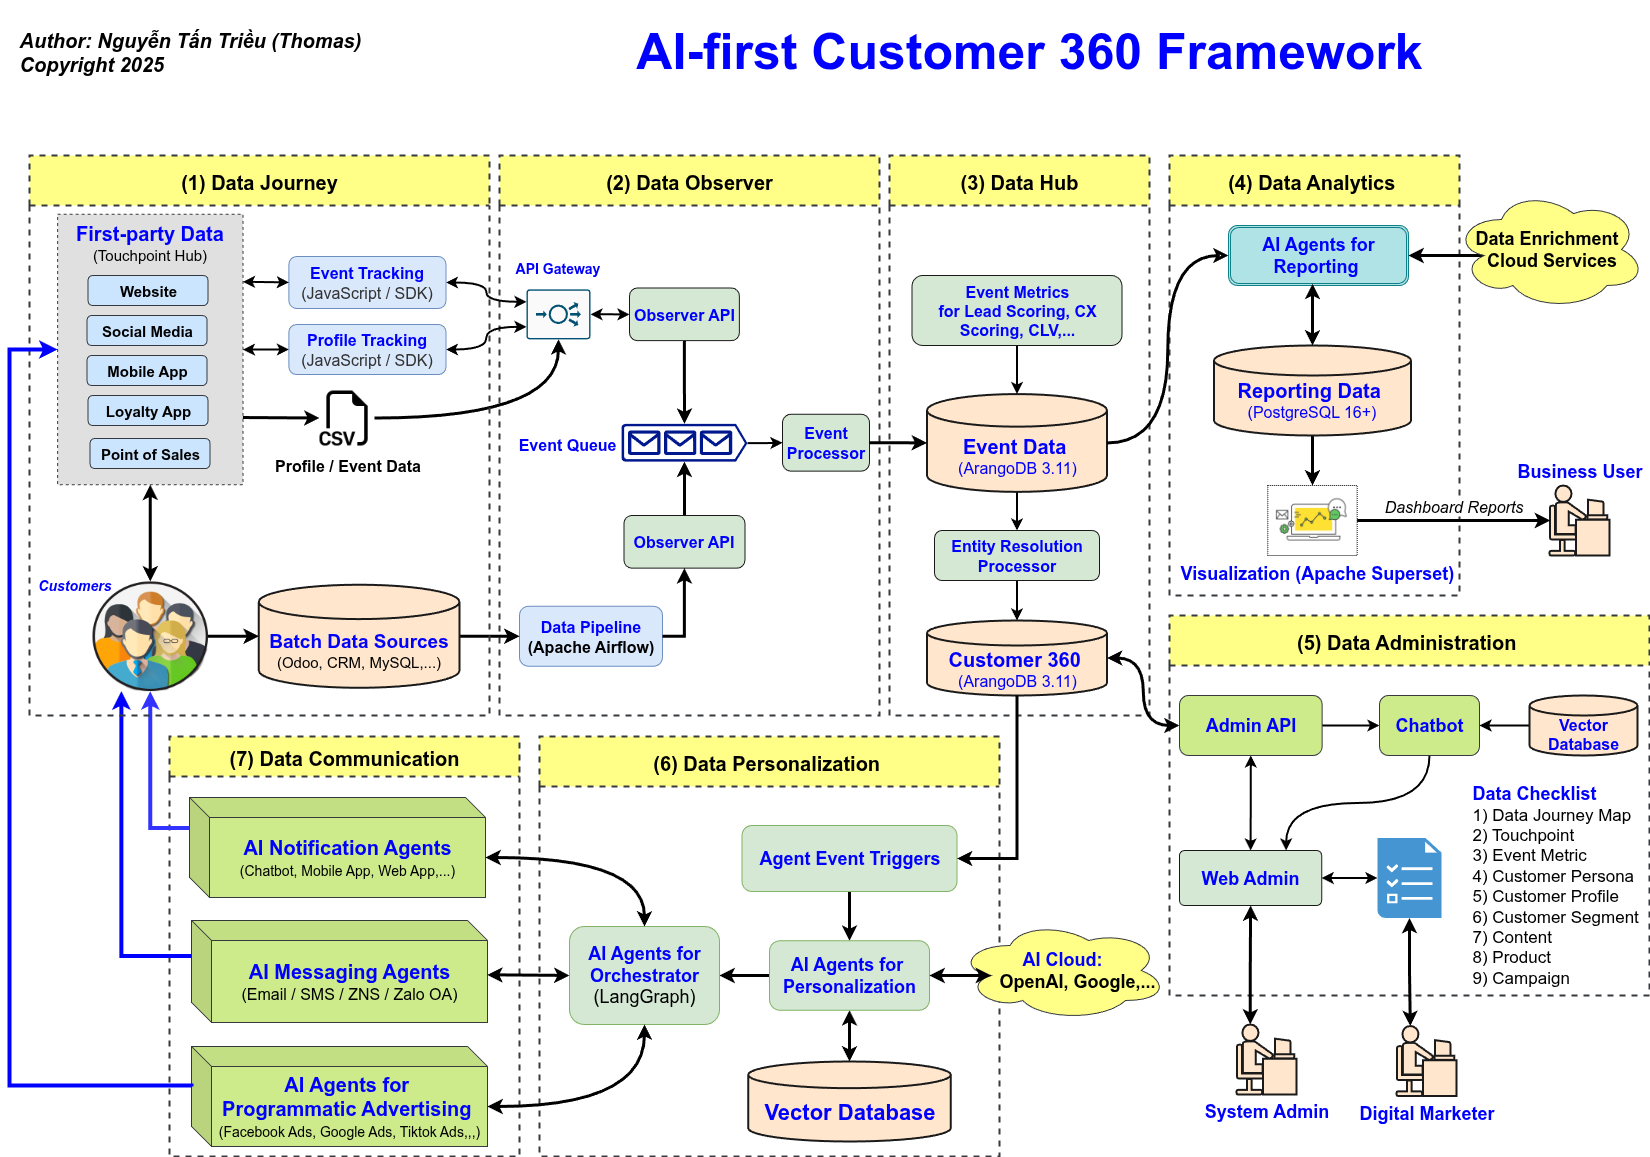 Author: Nguyễn Tấn Triều (Thomas)
Copyright 2025
AI-first Customer 360 Framework
(1) Data Journey
First-party Data
(Touchpoint Hub)
Website
Social Media
Mobile App
Loyalty App
Point of Sales
Event Tracking
(JavaScript / SDK)
Profile Tracking
(JavaScript / SDK)
CSV
Profile / Event Data
Customers
Batch Data Sources
(Odoo, CRM, MySQL,...)
(2) Data Observer
API Gateway
Observer API
Event Queue
Event
Processor
Observer API
Data Pipeline
(Apache Airflow)
(3) Data Hub
Event Metrics
for Lead Scoring, CX
Scoring, CLV,...
Event Data
(ArangoDB 3.11)
Entity Resolution
Processor
Customer 360
(ArangoDB 3.11)
(4) Data Analytics
AI Agents for
Reporting
Data Enrichment
Cloud Services
Reporting Data
(PostgreSQL 16+)
Visualization (Apache Superset)
Dashboard Reports
Business User
(5) Data Administration
Admin API
Chatbot
Vector
Database
Web Admin
Data Checklist
1) Data Journey Map
2) Touchpoint
3) Event Metric
4) Customer Persona
5) Customer Profile
6) Customer Segment
7) Content
8) Product
9) Campaign
System Admin
Digital Marketer
(6) Data Personalization
Agent Event Triggers
AI Agents for
Personalization
AI Cloud:
OpenAI, Google,...
Vector Database
AI Agents for
Orchestrator
(LangGraph)
(7) Data Communication
AI Notification Agents
(Chatbot, Mobile App, Web App,...)
AI Messaging Agents
(Email / SMS / ZNS / Zalo OA)
AI Agents for
Programmatic Advertising
(Facebook Ads, Google Ads, Tiktok Ads,,,)